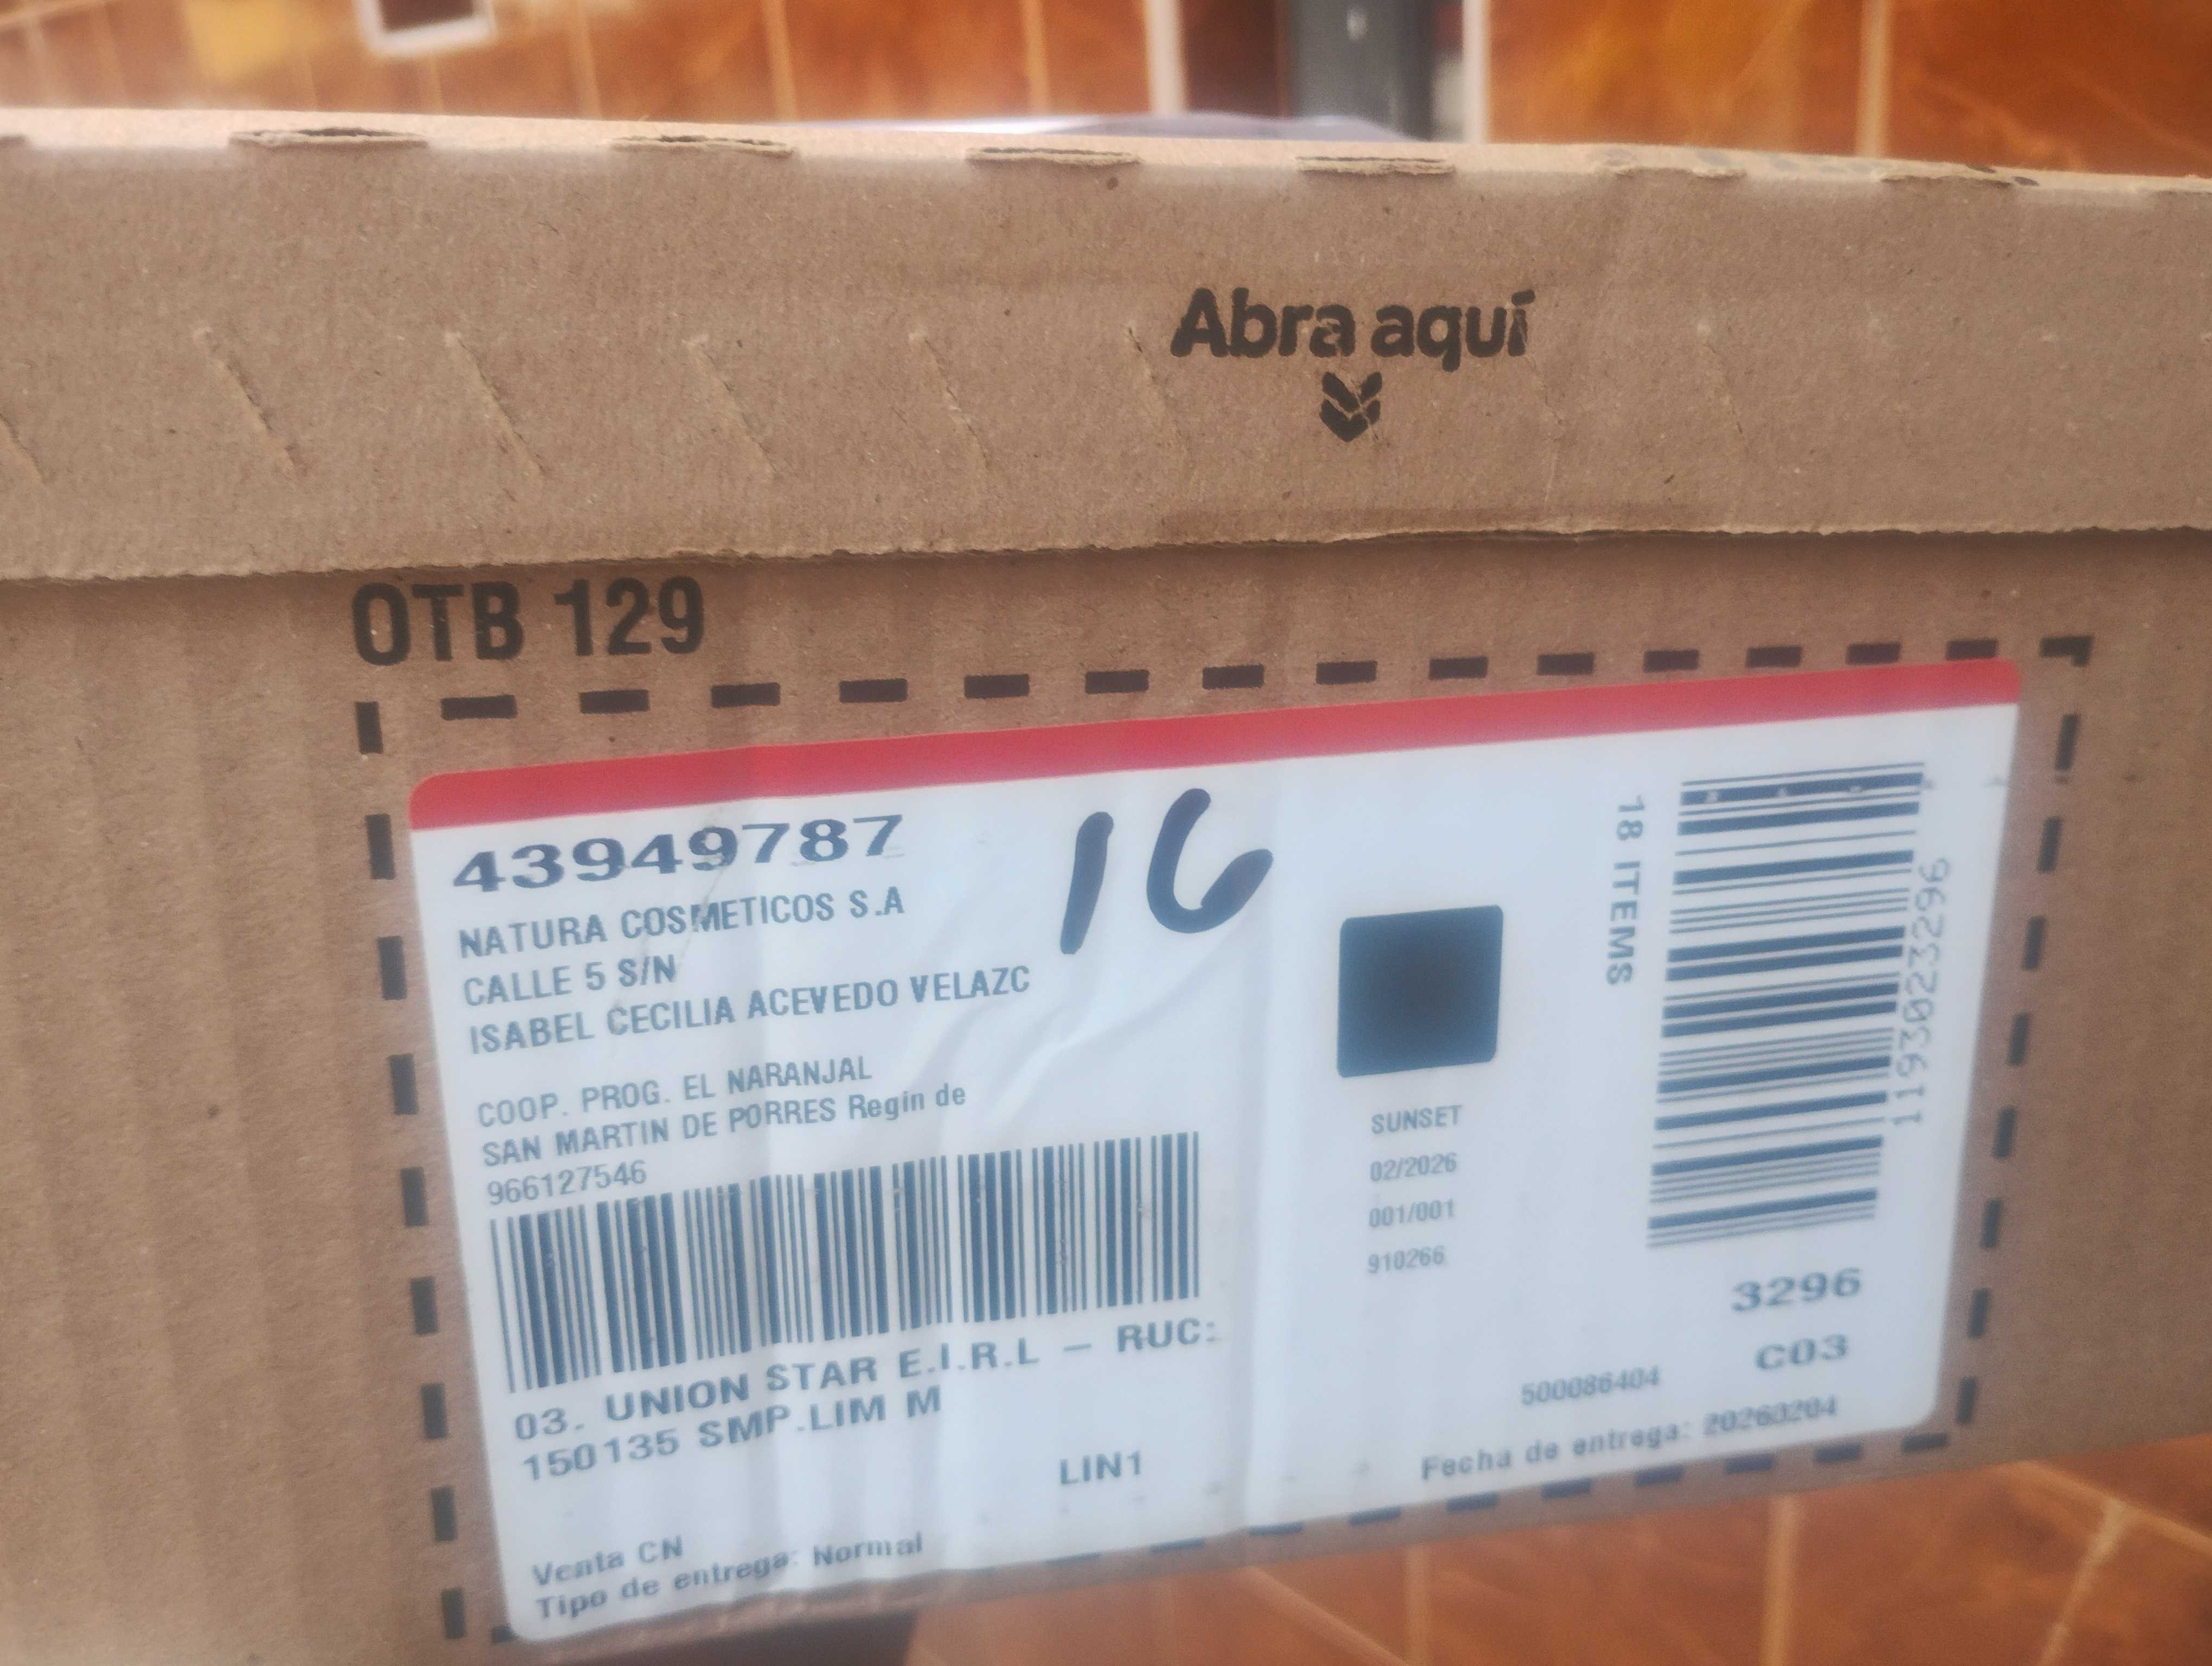 Abra aquí
OTB 129
43949787
16
NATURA COSMETICOS S.A
CALLE 5 S/N
ISABEL CECILIA ACEVEDO VELAZC
COOP. PROG. EL NARANJAL
SAN MARTIN DE PORRES Regin de
966127546
03. UNION STAR E.I.R.L - RUC:
150135 SMP.LIM M
LIN1
Venta CN
Tipo de entrega: Normal
SUNSET
02/2026
001/001
910266
18 ITEMS
1193023296
3296
C03
500086404
Fecha de entrega: 20260204